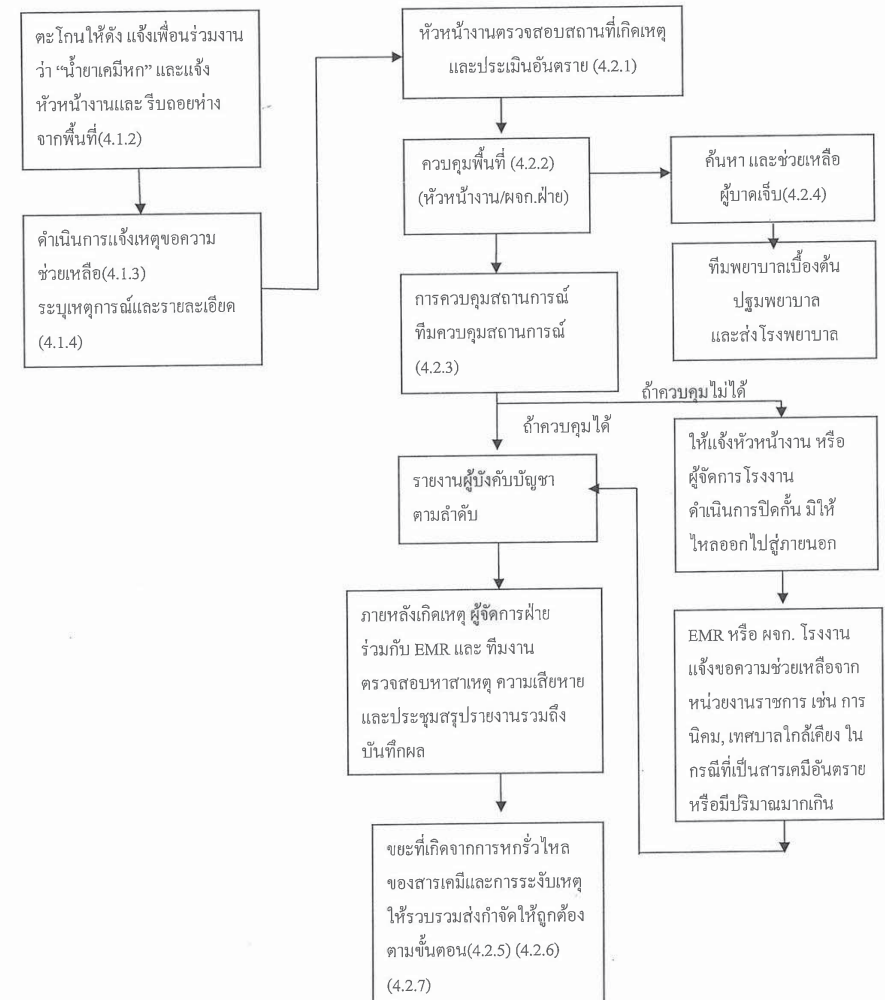 ตะโกนให้ดัง แจ้งเพื่อนร่วมงาน
ว่า “น้ำยาเคมีหก” และแจ้ง
หัวหน้างานและ รีบถอยห่าง
จากพื้นที่(4.1.2)
ดำเนินการแจ้งเหตุขอความ
ช่วยเหลือ(4.1.3)
ระบุเหตุการณ์และรายละเอียด
(4.1.4)
หัวหน้างานตรวจสอบสถานที่เกิดเหตุ
และประเมินอันตราย (4.2.1)
ควบคุมพื้นที่ (4.2.2)
(หัวหน้างาน/ผจก.ฝ่าย)
ค้นหา และช่วยเหลือ
ผู้บาดเจ็บ(4.2.4)
ทีมพยาบาลเบื้องต้น
ปฐมพยาบาล
และส่งโรงพยาบาล
การควบคุมสถานการณ์
ทีมควบคุมสถานการณ์
(4.2.3)
ถ้าควบคุมไม่ได้
ถ้าควบคุมได้
ให้แจ้งหัวหน้างาน หรือ
ผู้จัดการโรงงาน
ดำเนินการปิดกั้น มิให้
ไหลออกไปสู่ภายนอก
รายงานผู้บังคับบัญชา
ตามลำดับ
EMR หรือ ผจก. โรงงาน
แจ้งขอความช่วยเหลือจาก
หน่วยงานราชการ เช่น การ
นิคม, เทศบาลใกล้เคียง ใน
กรณีที่เป็นสารเคมีอันตราย
หรือมีปริมาณมากเกิน
ภายหลังเกิดเหตุ ผู้จัดการฝ่าย
ร่วมกับ EMR และ ทีมงาน
ตรวจสอบหาสาเหตุ ความเสียหาย
และประชุมสรุปรายงานรวมถึง
บันทึกผล
ขยะที่เกิดจากการหกรั่วไหล
ของสารเคมีและการระงับเหตุ
ให้รวบรวมส่งกำจัดให้ถูกต้อง
ตามขั้นตอน(4.2.5) (4.2.6)
(4.2.7)